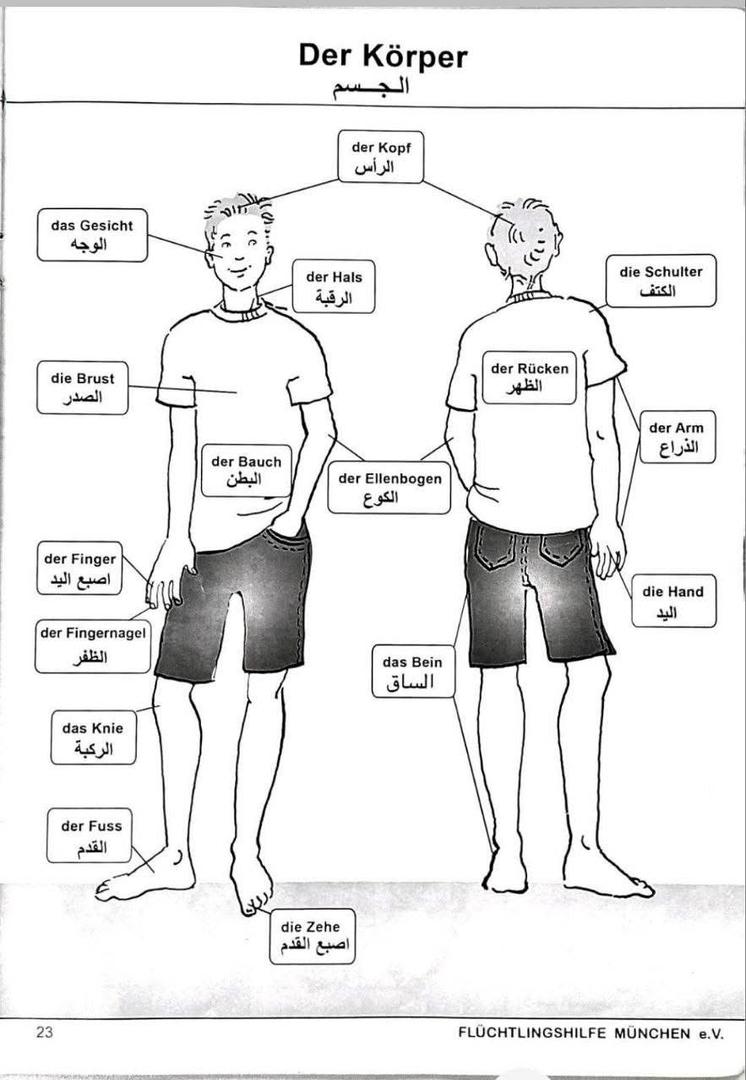 Der Körper
الجسم
der Kopf
الرأس
das Gesicht
الوجه
der Hals
الرقبة
die Schulter
الكتف
die Brust
الصدر
der Rücken
الظهر
der Arm
الذراع
der Bauch
البطن
der Ellenbogen
الكوع
der Finger
اصبع اليد
die Hand
اليد
der Fingernagel
الظفر
das Bein
الساق
das Knie
الركبة
der Fuss
القدم
die Zehe
اصبع القدم
23
FLÜCHTLINGSHILFE MÜNCHEN e.V.